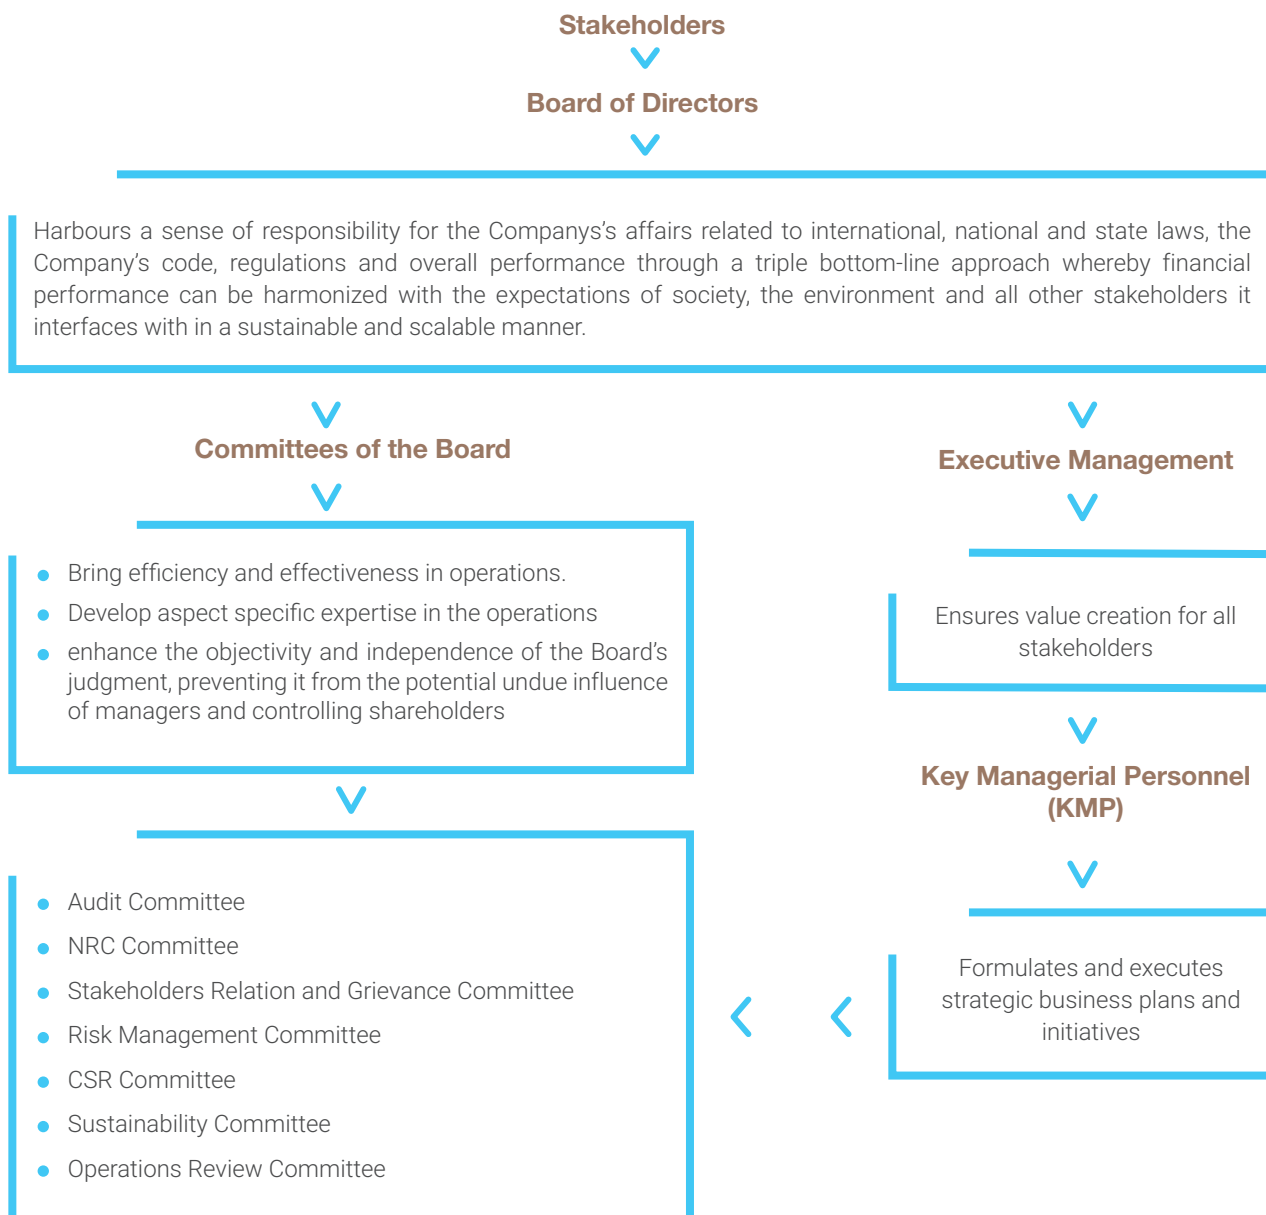 Stakeholders
Board of Directors
Harbours a sense of responsibility for the Companys's affairs related to international, national and state laws, the
Company's code, regulations and overall performance through a triple bottom-line approach whereby financial
performance can be harmonized with the expectations of society, the environment and all other stakeholders it
interfaces with in a sustainable and scalable manner.
Committees of the Board
Bring efficiency and effectiveness in operations.
Develop aspect specific expertise in the operations
enhance the objectivity and independence of the Board's
judgment, preventing it from the potential undue influence
of managers and controlling shareholders
Audit Committee
NRC Committee
Stakeholders Relation and Grievance Committee
Risk Management Committee
CSR Committee
Sustainability Committee
Operations Review Committee
Executive Management
Ensures value creation for all
stakeholders
Key Managerial Personnel
(KMP)
Formulates and executes
strategic business plans and
initiatives